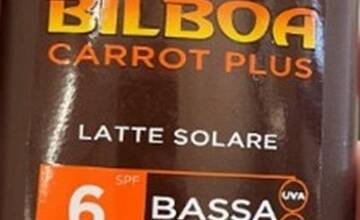 BILBOA
CARROT PLUS
LATTE SOLARE
SPF
6 BASSA UVA